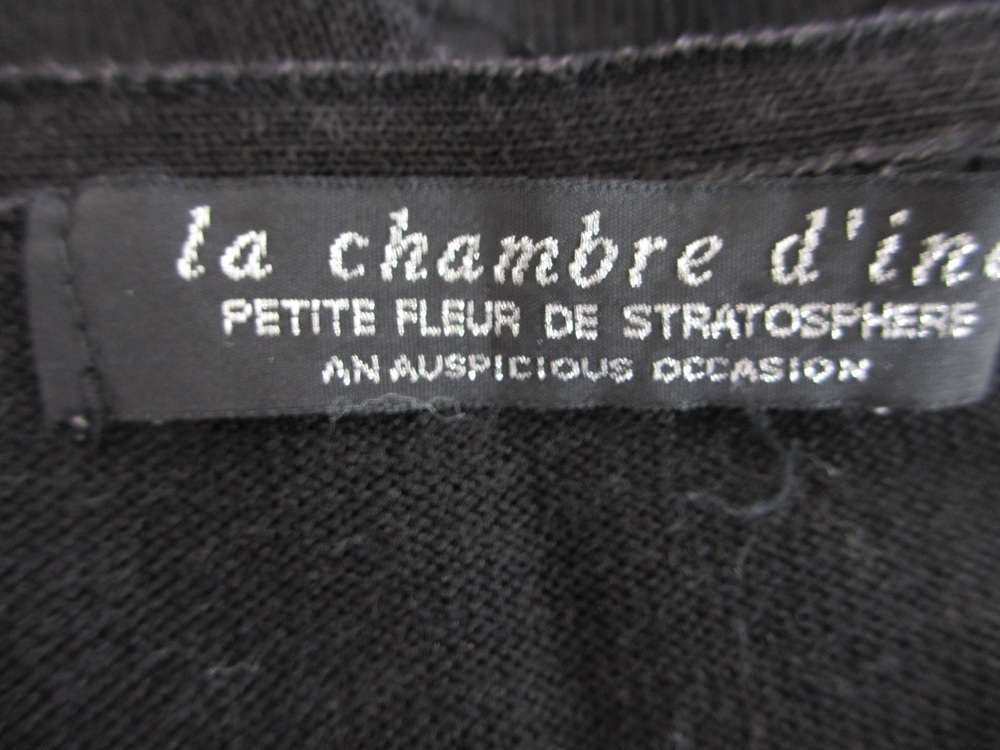 la chambre d'in
PETITE FLEUR DE STRATOSPHERE
AN AUSPICIOUS OCCASION